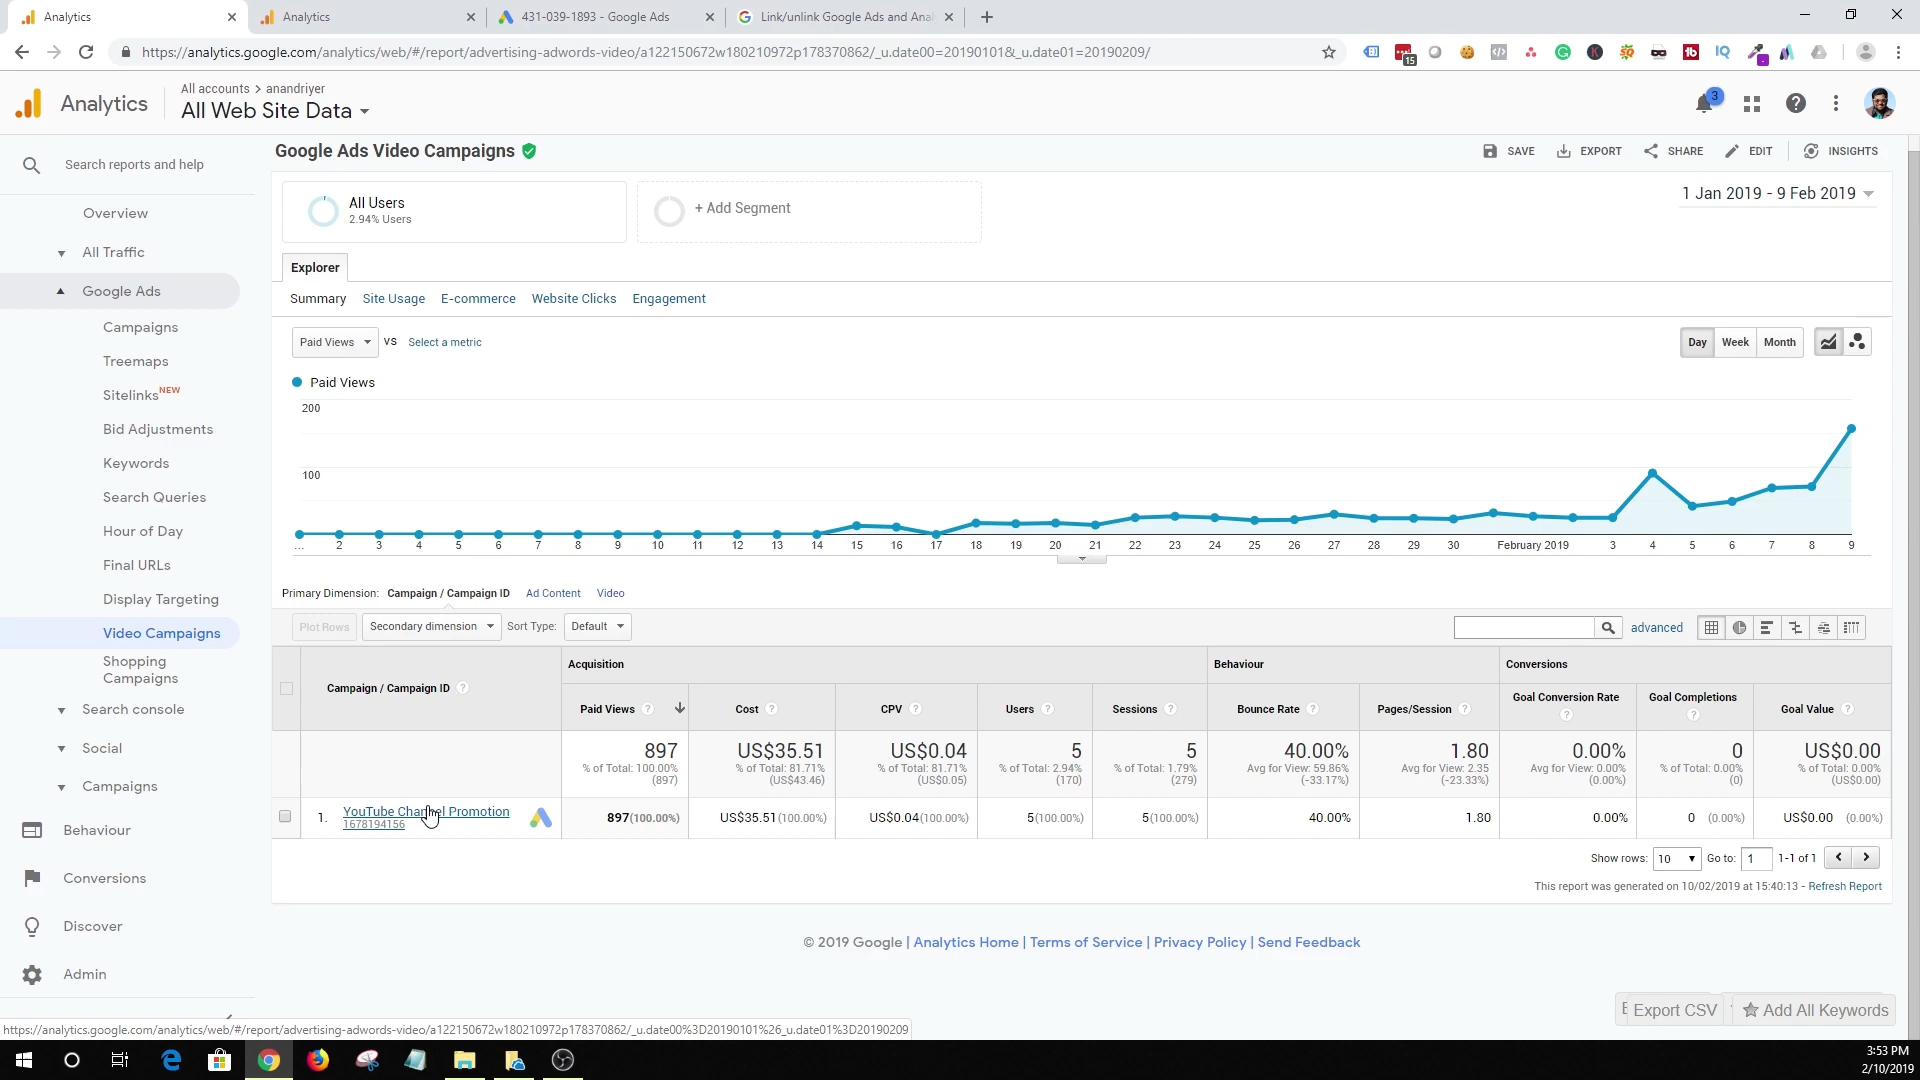 Analytics
Analytics
431-039-1893 - Google Ads
Link/unlink Google Ads and Anal
https://analytics.google.com/analytics/web/#/report/advertising-adwords-video/a122150672w180210972p178370862/_u.date00=20190101&_u.date01=20190209/
15
Analytics
All accounts > anandriyer
All Web Site Data
3
Search reports and help
Google Ads Video Campaigns
SAVE
EXPORT
SHARE
EDIT
INSIGHTS
Overview
All Traffic
Google Ads
Campaigns
Treemaps
Sitelinks NEW
Bid Adjustments
Keywords
Search Queries
Hour of Day
Final URLs
Display Targeting
Video Campaigns
Shopping
Campaigns
Search console
Social
Campaigns
Behaviour
Conversions
Discover
Admin
All Users
2.94% Users
+ Add Segment
1 Jan 2019 - 9 Feb 2019
Explorer
Summary Site Usage E-commerce Website Clicks Engagement
Paid Views VS Select a metric
Day Week Month
Paid Views
200
100
... 2 3 4 5 6 7 8 9 10 11 12 13 14 15 16 17 18 19 20 21 22 23 24 25 26 27 28 29 30 February 2019 3 4 5 6 7 8 9
Primary Dimension: Campaign / Campaign ID Ad Content Video
Plot Rows Secondary dimension Sort Type: Default advanced
Campaign / Campaign ID ?
Acquisition Behaviour Conversions
Paid Views ? Cost ? CPV ? Users ? Sessions ? Bounce Rate ? Pages/Session ? Goal Conversion Rate ? Goal Completions ? Goal Value ?
897 US$35.51 US$0.04 5 5 40.00% 1.80 0.00% 0 US$0.00
% of Total: 100.00% % of Total: 81.71% % of Total: 81.71% % of Total: 2.94% % of Total: 1.79% Avg for View: 59.86% Avg for View: 2.35 Avg for View: 0.00% % of Total: 0.00% % of Total: 0.00%
(897) (US$43.46) (US$0.05) (170) (279) (-33.17%) (-23.33%) (0.00%) (0) (US$0.00)
1. YouTube Channel Promotion 897(100.00%) US$35.51(100.00%) US$0.04(100.00%) 5(100.00%) 5(100.00%) 40.00% 1.80 0.00% 0 (0.00%) US$0.00 (0.00%)
1678194156
Show rows: 10 Go to: 1 1-1 of 1
This report was generated on 10/02/2019 at 15:40:13 - Refresh Report
© 2019 Google | Analytics Home | Terms of Service | Privacy Policy | Send Feedback
Export CSV
Add All Keywords
https://analytics.google.com/analytics/web/#/report/advertising-adwords-video/a122150672w180210972p178370862/_u.date00%3D20190101%26_u.date01%3D20190209
3:53 PM
2/10/2019